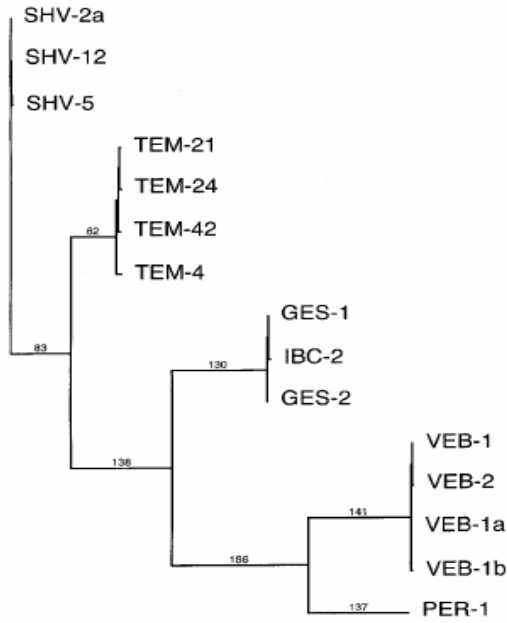 SHV-2a
SHV-12
SHV-5
TEM-21
TEM-24
62
TEM-42
TEM-4
GES-1
83
IBC-2
130
GES-2
VEB-1
138
VEB-2
141
VEB-1a
186
VEB-1b
137
PER-1